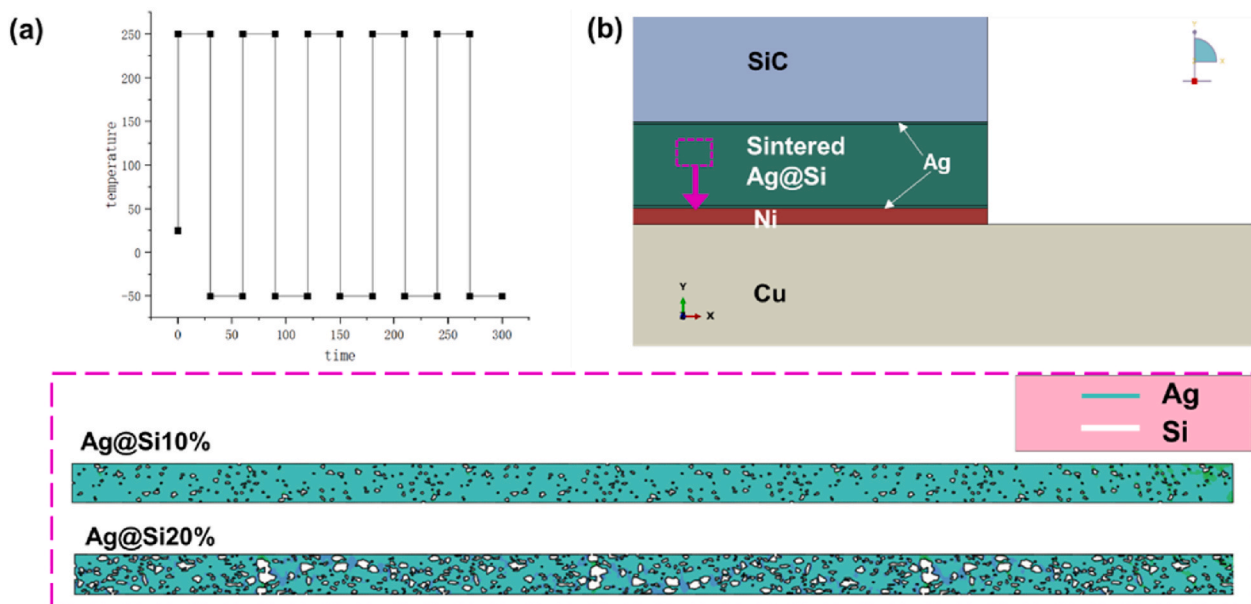 (a)
250
200
150
100
50
0
-50
temperature
0 50 100 150 200 250 300
time
(b)
SiC
Sintered
Ag@Si
Ag
Ni
Cu
Y
X
Y
X
Ag
Si
Ag@Si10%
Ag@Si20%